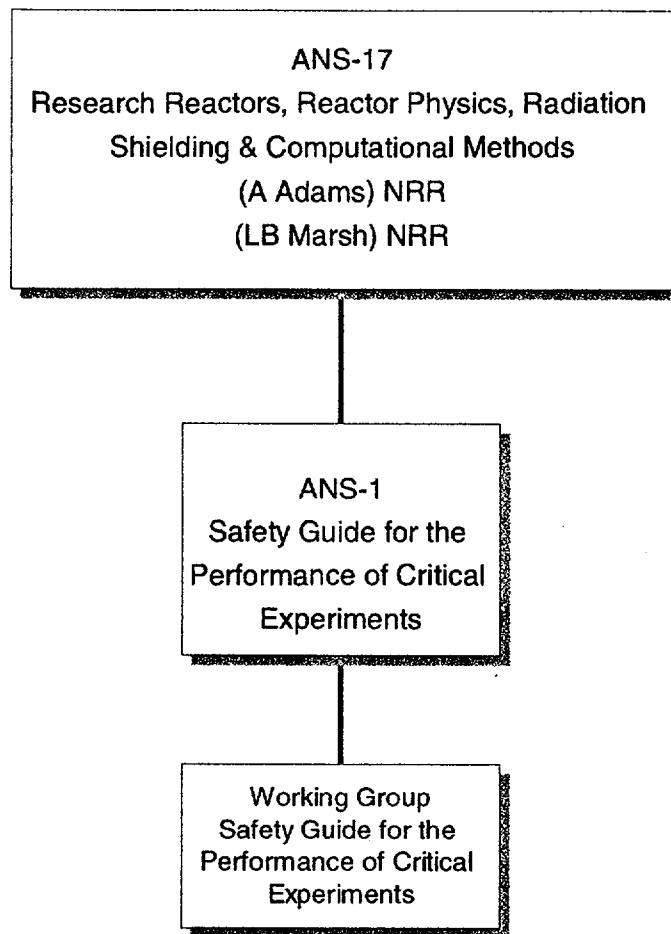 ANS-17
Research Reactors, Reactor Physics, Radiation
Shielding & Computational Methods
(A Adams) NRR
(LB Marsh) NRR
ANS-1
Safety Guide for the
Performance of Critical
Experiments
Working Group
Safety Guide for the
Performance of Critical
Experiments